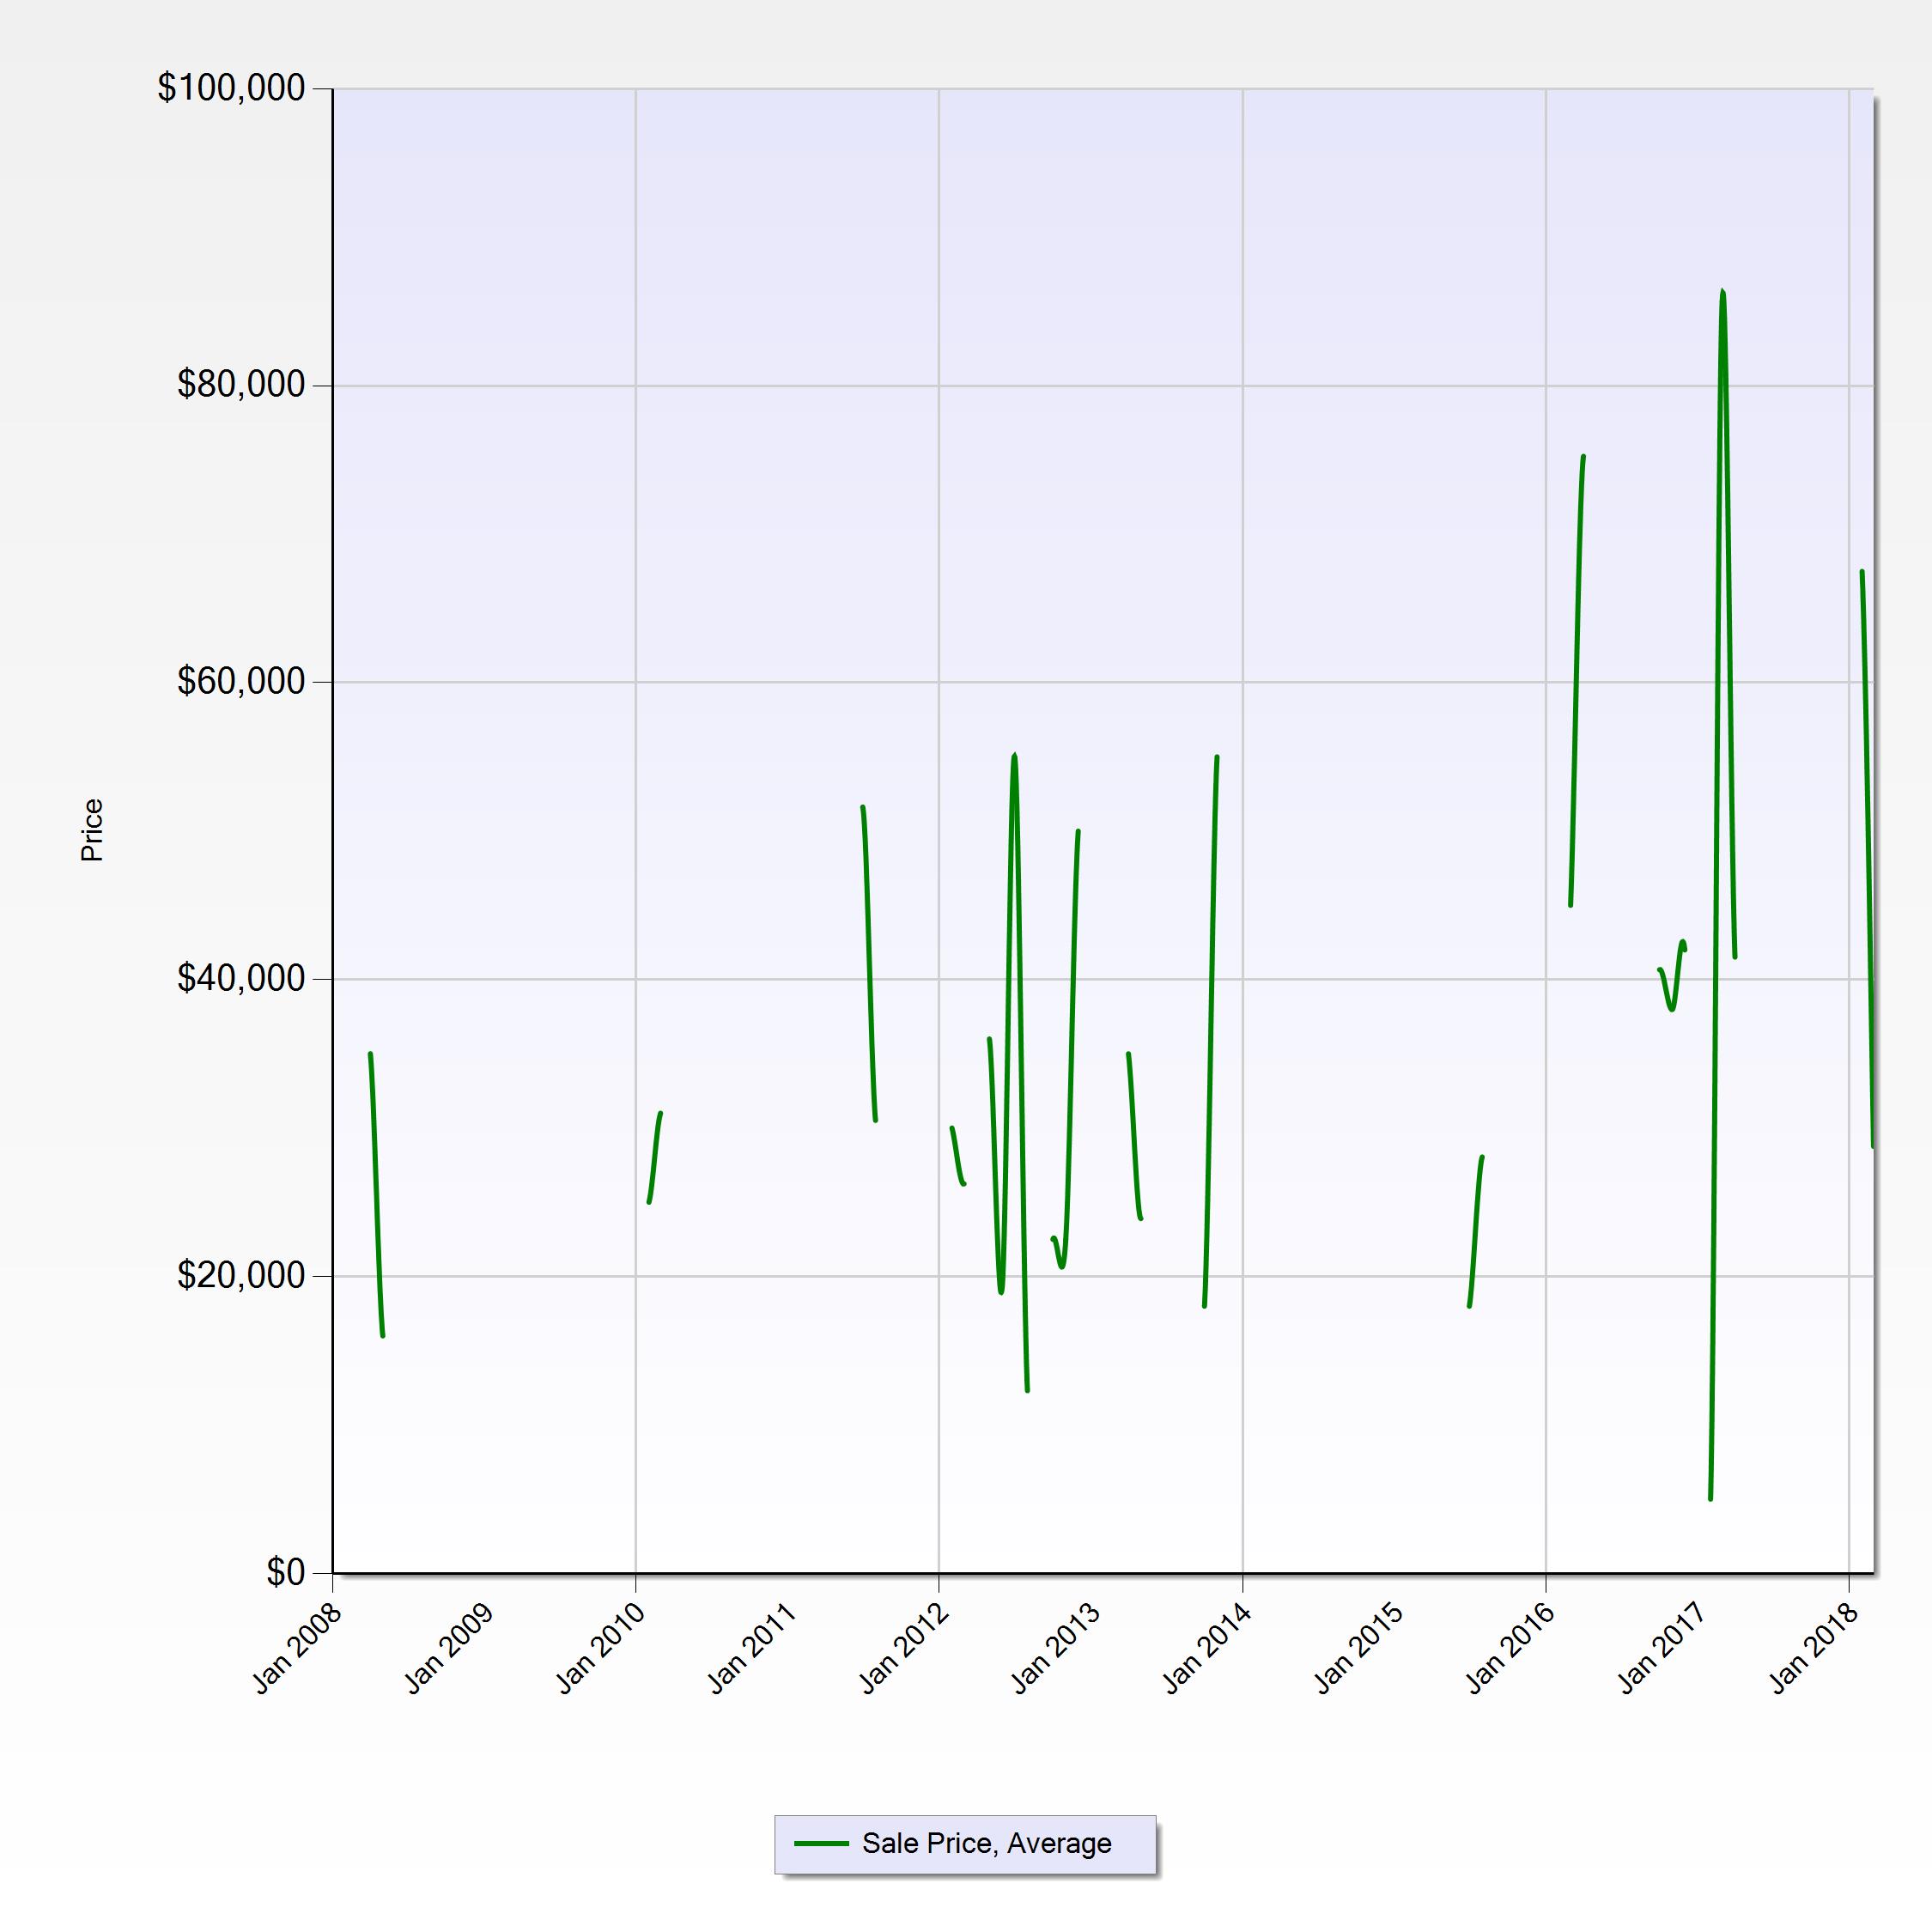 $100,000
$80,000
$60,000
$40,000
$20,000
$0
Price
Jan 2008
Jan 2009
Jan 2010
Jan 2011
Jan 2012
Jan 2013
Jan 2014
Jan 2015
Jan 2016
Jan 2017
Jan 2018
Sale Price, Average